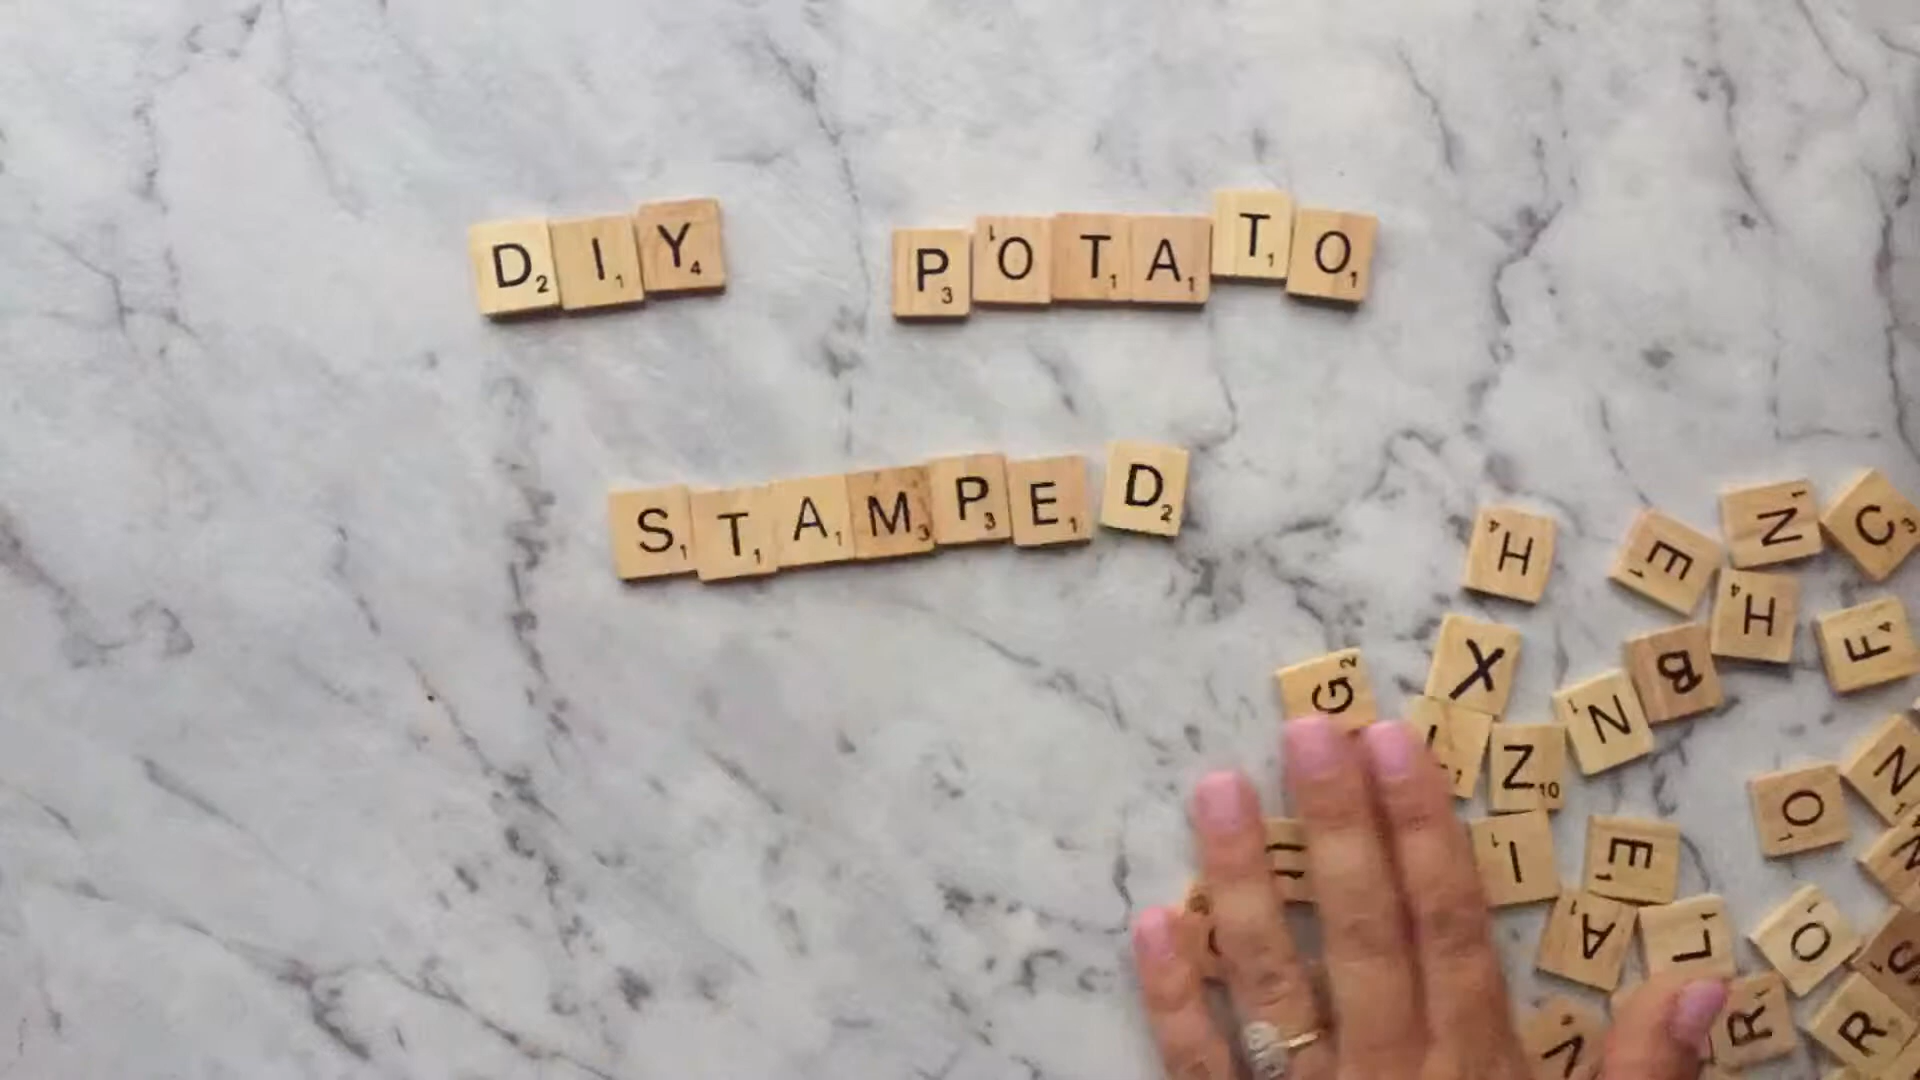 DIY POTATO
STAMPED
H E N C
H
X B F
G N
Z N
O
I E
A L O S
R R